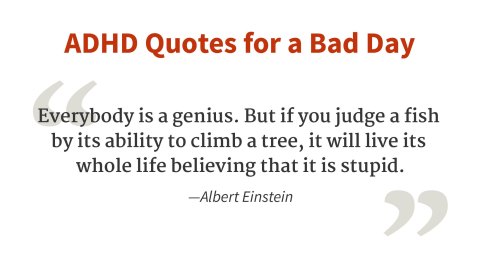 ADHD Quotes for a Bad Day
“
Everybody is a genius. But if you judge a fish
by its ability to climb a tree, it will live its
whole life believing that it is stupid.
—Albert Einstein
”